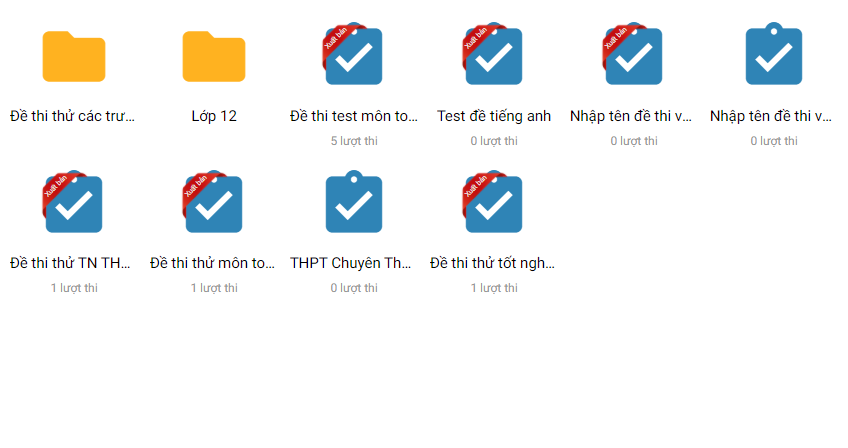 Đề thi thử các trư...
Lớp 12
Xuất bản
Đề thi test môn to...
5 lượt thi
Xuất bản
Test đề tiếng anh
0 lượt thi
Xuất bản
Nhập tên đề thi v...
0 lượt thi
Nhập tên đề thi v...
0 lượt thi
Xuất bản
Đề thi thử TN TH...
1 lượt thi
Xuất bản
Đề thi thử môn to...
1 lượt thi
THPT Chuyên Th...
0 lượt thi
Xuất bản
Đề thi thử tốt ngh...
1 lượt thi